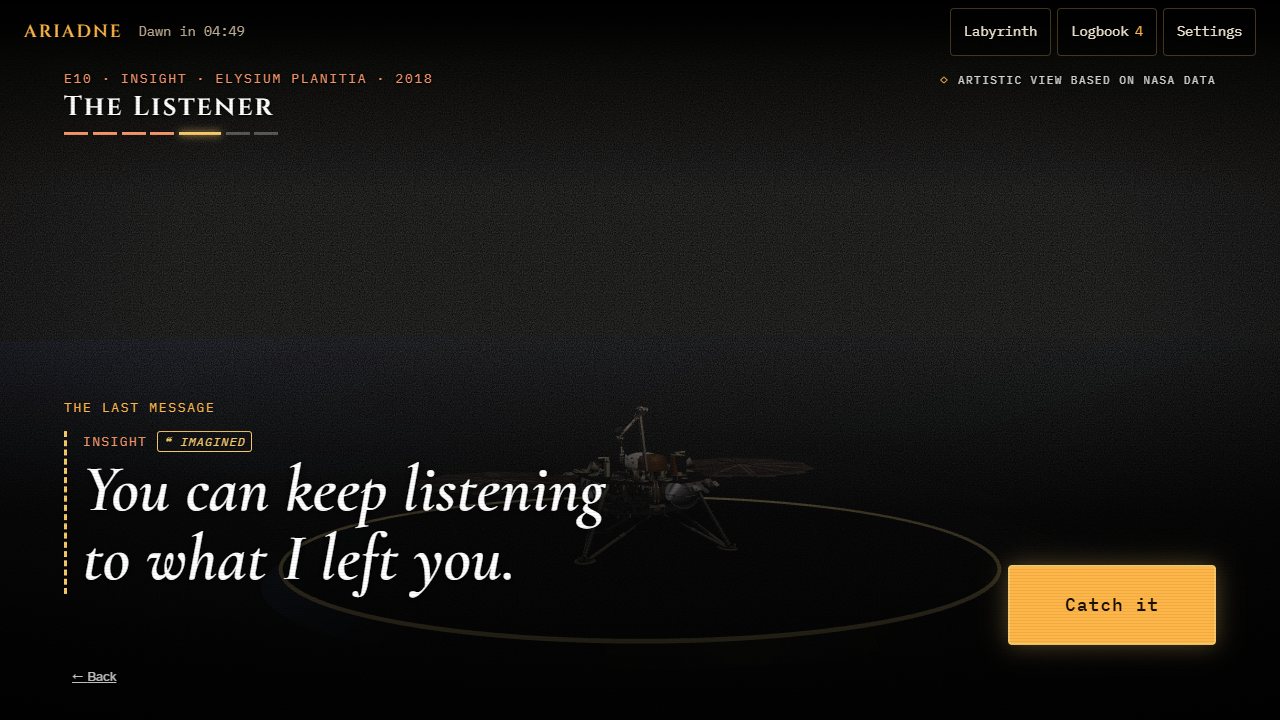 ARIADNE Dawn in 04:49 Labyrinth Logbook 4 Settings
E10 · INSIGHT · ELYSIUM PLANITIA · 2018
◇ ARTISTIC VIEW BASED ON NASA DATA
The Listener
THE LAST MESSAGE
INSIGHT ❝ IMAGINED
You can keep listening
to what I left you.
Catch it
← Back